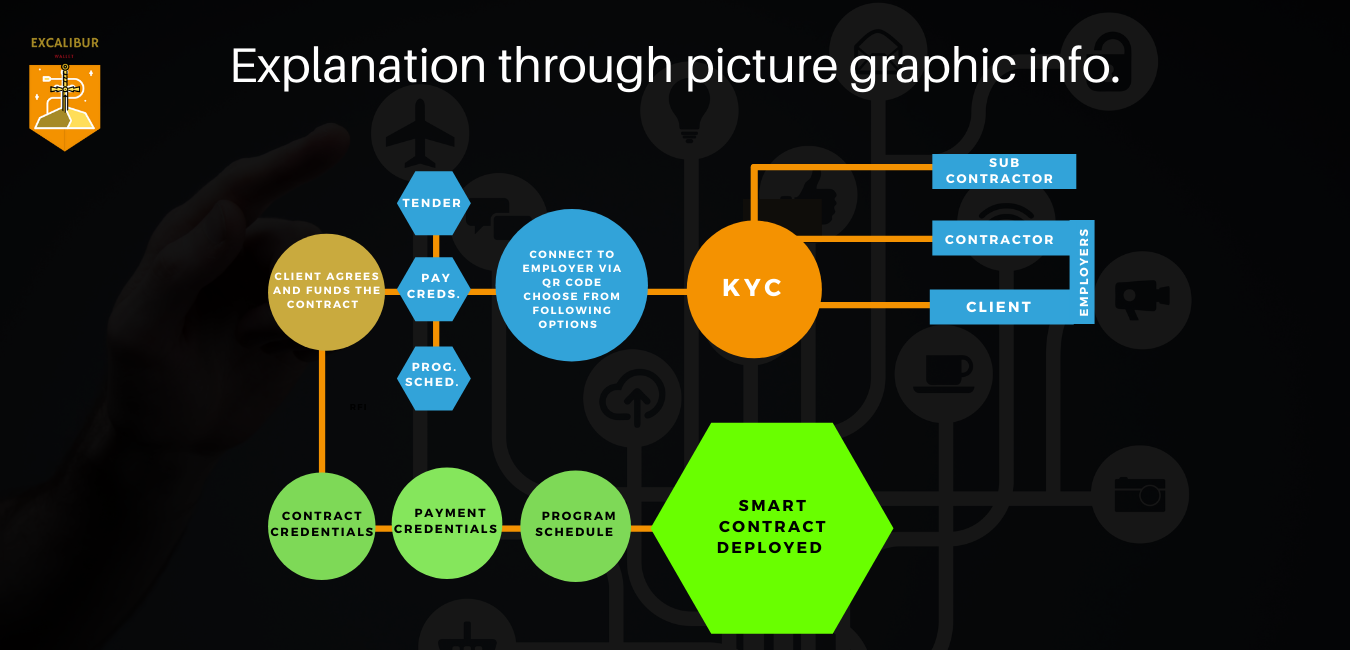 EXCALIBUR
Explanation through picture graphic info.
SUB
CONTRACTOR
TENDER
CONTRACTOR
EMPLOYERS
CLIENT
CLIENT AGREES
AND FUNDS THE
CONTRACT
PAY
CREDS.
CONNECT TO
EMPLOYER VIA
QR CODE
CHOOSE FROM
FOLLOWING
OPTIONS
KYC
PROG.
SCHED.
CONTRACT
CREDENTIALS
PAYMENT
CREDENTIALS
PROGRAM
SCHEDULE
SMART
CONTRACT
DEPLOYED